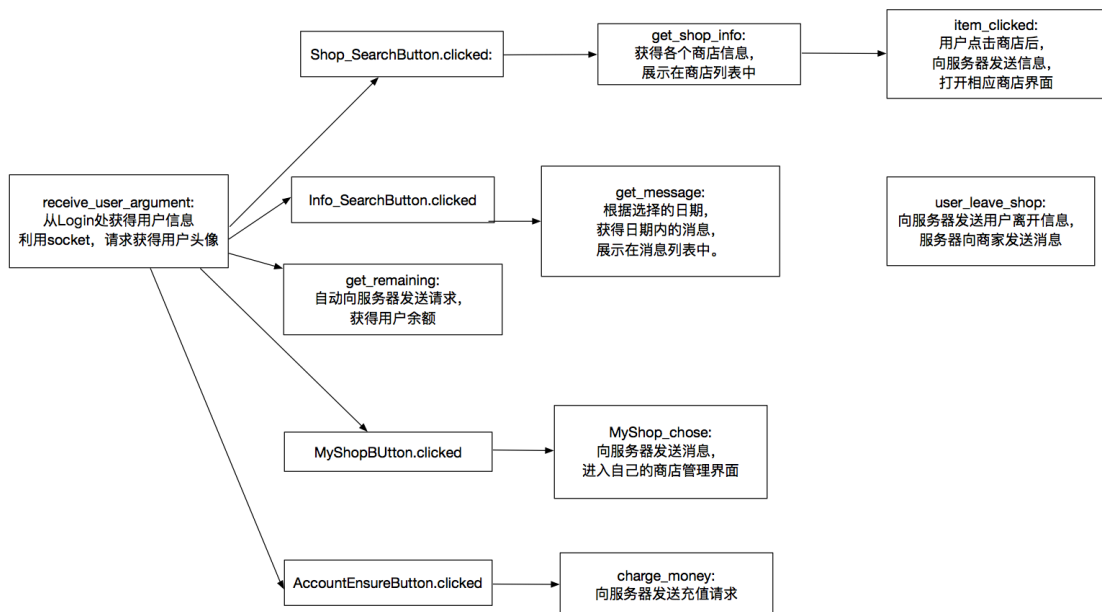 Shop_SearchButton.clicked:
get_shop_info:
获得各个商店信息,
展示在商店列表中
item_clicked:
用户点击商店后,
向服务器发送信息,
打开相应商店界面
receive_user_argument:
从Login处获得用户信息
利用socket，请求获得用户头像
Info_SearchButton.clicked
get_message:
根据选择的日期,
获得日期内的消息,
展示在消息列表中。
user_leave_shop:
向服务器发送用户离开信息,
服务器向商家发送消息
get_remaining:
自动向服务器发送请求,
获得用户余额
MyShopBUtton.clicked
MyShop_chose:
向服务器发送消息,
进入自己的商店管理界面
AccountEnsureButton.clicked
charge_money:
向服务器发送充值请求